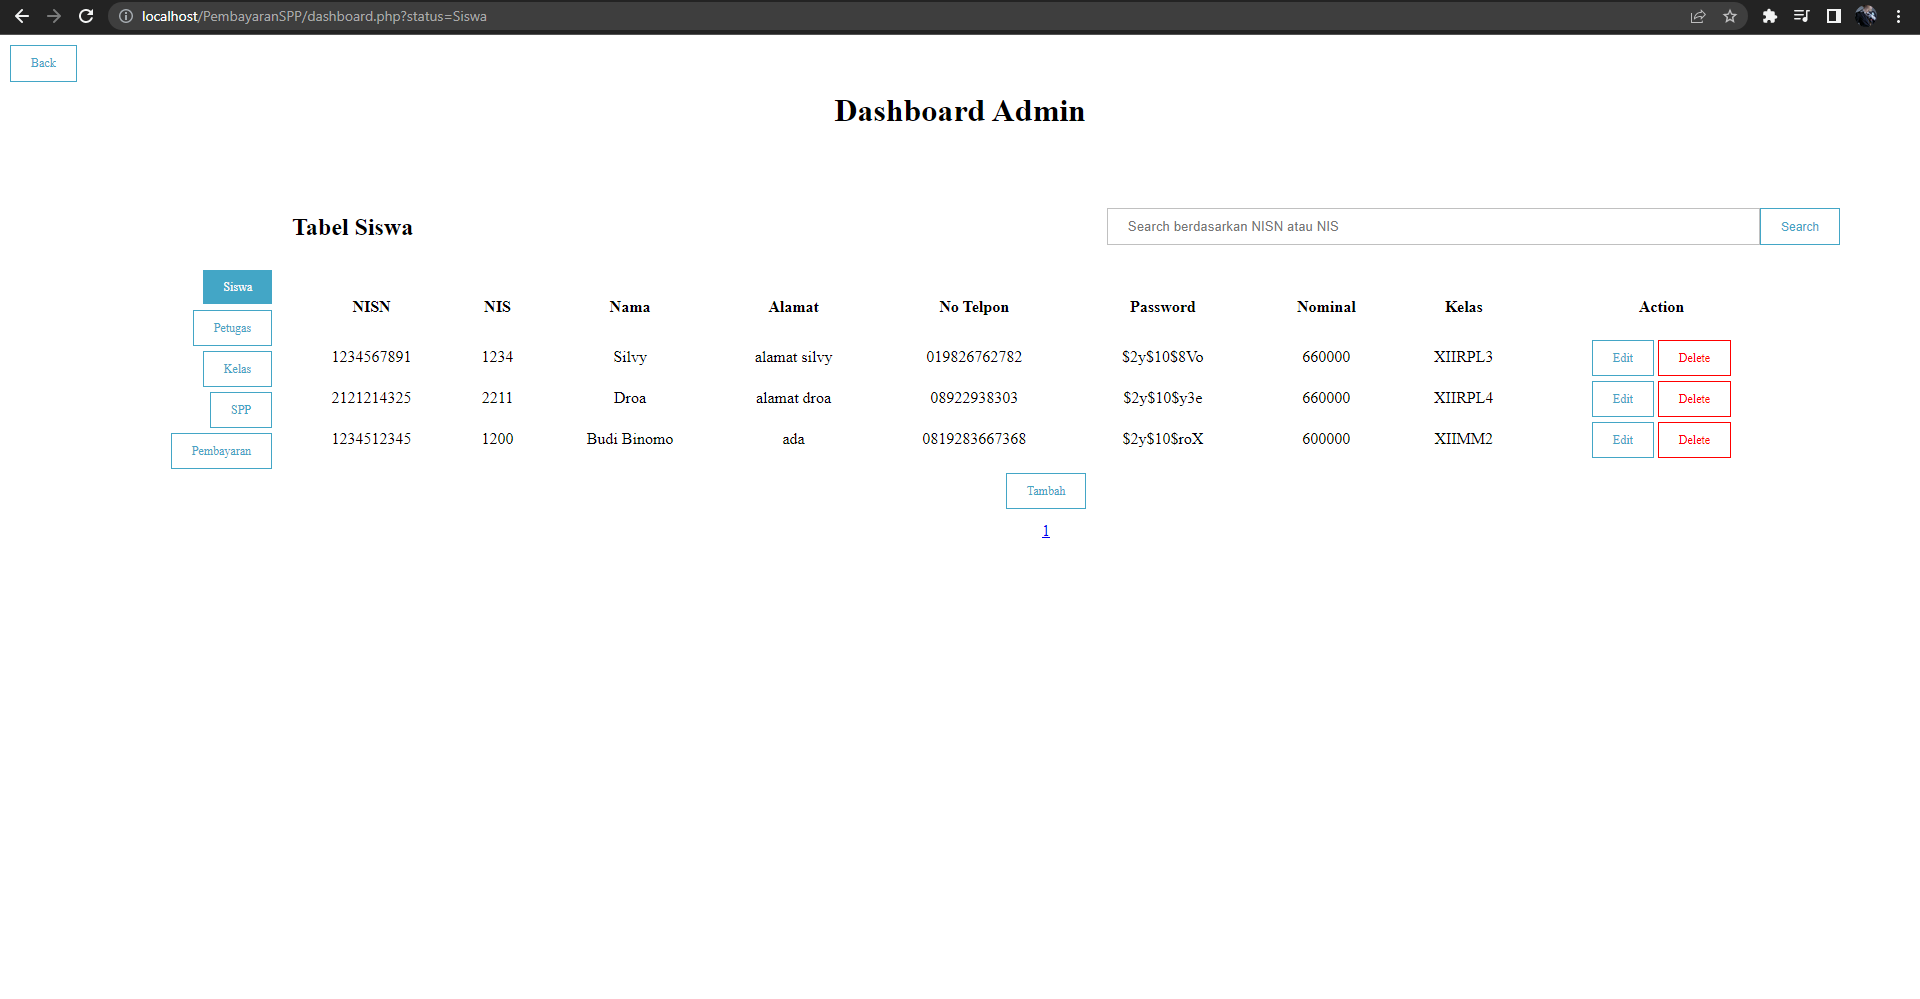 localhost/PembayaranSPP/dashboard.php?status=Siswa
Back
Dashboard Admin
Tabel Siswa
Search berdasarkan NISN atau NIS Search
Siswa
Petugas
Kelas
SPP
Pembayaran
NISN NIS Nama Alamat No Telpon Password Nominal Kelas Action
1234567891 1234 Silvy alamat silvy 019826762782 $2y$10$8Vo 660000 XIIRPL3 Edit Delete
2121214325 2211 Droa alamat droa 08922938303 $2y$10$y3e 660000 XIIRPL4 Edit Delete
1234512345 1200 Budi Binomo ada 0819283667368 $2y$10$roX 600000 XIIMM2 Edit Delete
Tambah
1